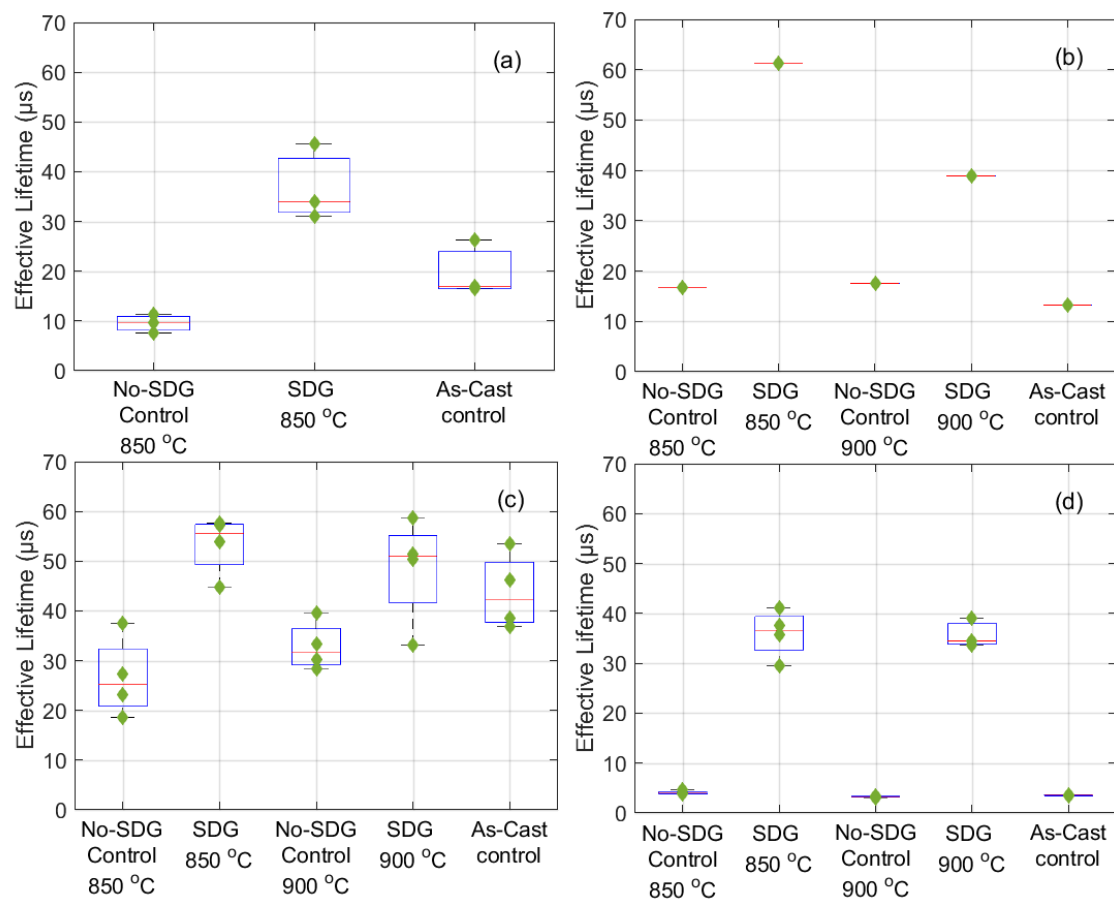 70
60
50
40
30
20
10
0
Effective Lifetime (µs)
(a)
No-SDG
Control
850 °C
SDG
850 °C
As-Cast
control
70
60
50
40
30
20
10
0
Effective Lifetime (µs)
(b)
No-SDG
Control
850 °C
SDG
850 °C
No-SDG
Control
900 °C
SDG
900 °C
As-Cast
control
70
60
50
40
30
20
10
0
Effective Lifetime (µs)
(c)
No-SDG
Control
850 °C
SDG
850 °C
No-SDG
Control
900 °C
SDG
900 °C
As-Cast
control
70
60
50
40
30
20
10
0
Effective Lifetime (µs)
(d)
No-SDG
Control
850 °C
SDG
850 °C
No-SDG
Control
900 °C
SDG
900 °C
As-Cast
control